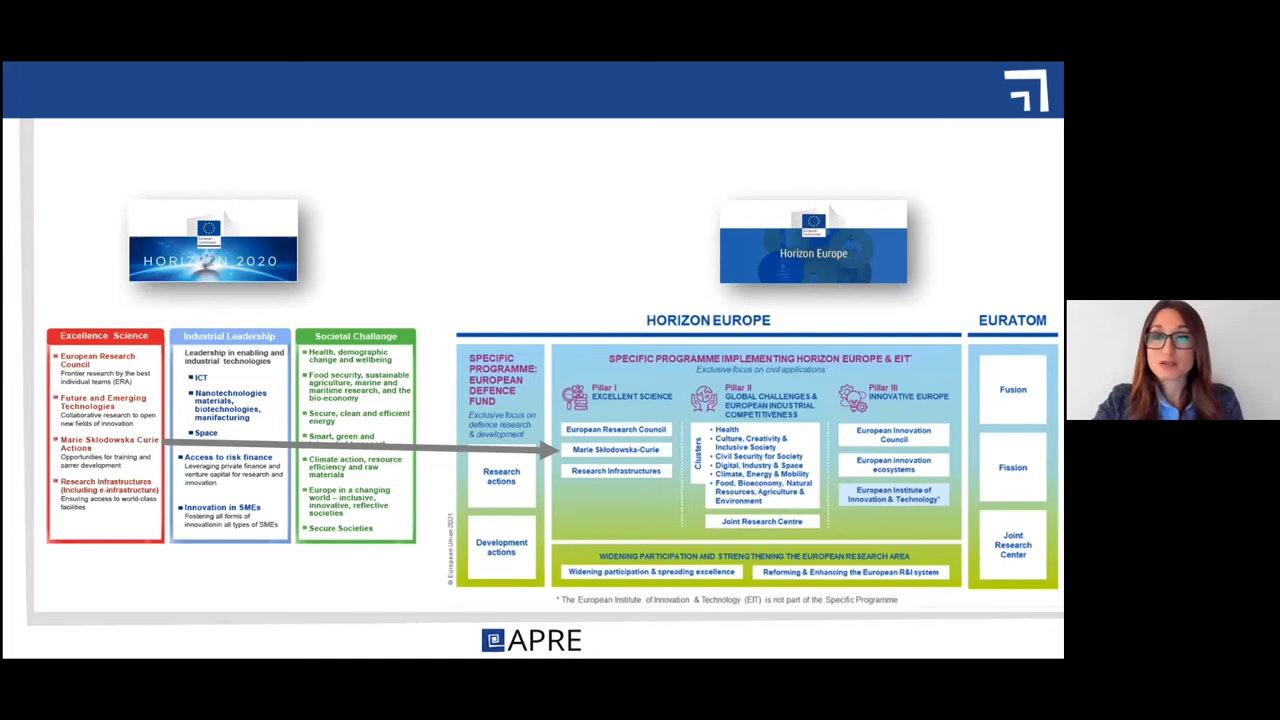 HORIZON 2020
Horizon Europe
Excellence Science
European Research
Council
Frontier research by the best
individual teams (ERA)
Future and Emerging
Technologies
Collaborative research to open
new fields of innovation
Marie Sklodowska Curie
Actions
Opportunities for training and
carrer development
Research Infrastructures
(Including e-infrastructure)
Ensuring access to world-class
facilities
Industrial Leadership
Leadership in enabling and
industrial technologies
ICT
Nanotechnologies
materials,
biotechnologies,
manifacturing
Space
Access to risk finance
Leveraging private finance and
venture capital for research and
innovation
Innovation in SMEs
Fostering all forms of
innovationin all types of SMEs
Societal Challange
Health, demographic
change and wellbeing
Food security, sustainable
agriculture, marine and
maritime research, and the
bio-economy
Secure, clean and efficient
energy
Smart, green and
Climate action, resource
efficiency and raw
materials
Europe in a changing
world – inclusive,
innovative, reflective
societies
Secure Societies
© European Union 2021
HORIZON EUROPE
EURATOM
SPECIFIC
PROGRAMME:
EUROPEAN
DEFENCE
FUND
Exclusive focus on
defence research
& development
Research
actions
Development
actions
SPECIFIC PROGRAMME IMPLEMENTING HORIZON EUROPE & EIT*
Exclusive focus on civil applications
Pillar I
EXCELLENT SCIENCE
European Research Council
Marie Skłodowska-Curie
Research Infrastructures
Pillar II
GLOBAL CHALLENGES &
EUROPEAN INDUSTRIAL
COMPETITIVENESS
Clusters
• Health
• Culture, Creativity &
Inclusive Society
• Civil Security for Society
• Digital, Industry & Space
• Climate, Energy & Mobility
• Food, Bioeconomy, Natural
Resources, Agriculture &
Environment
Joint Research Centre
Pillar III
INNOVATIVE EUROPE
European Innovation
Council
European innovation
ecosystems
European Institute of
Innovation & Technology*
WIDENING PARTICIPATION AND STRENGTHENING THE EUROPEAN RESEARCH AREA
Widening participation & spreading excellence
Reforming & Enhancing the European R&I system
Fusion
Fission
Joint
Research
Center
* The European Institute of Innovation & Technology (EIT) is not part of the Specific Programme
APRE